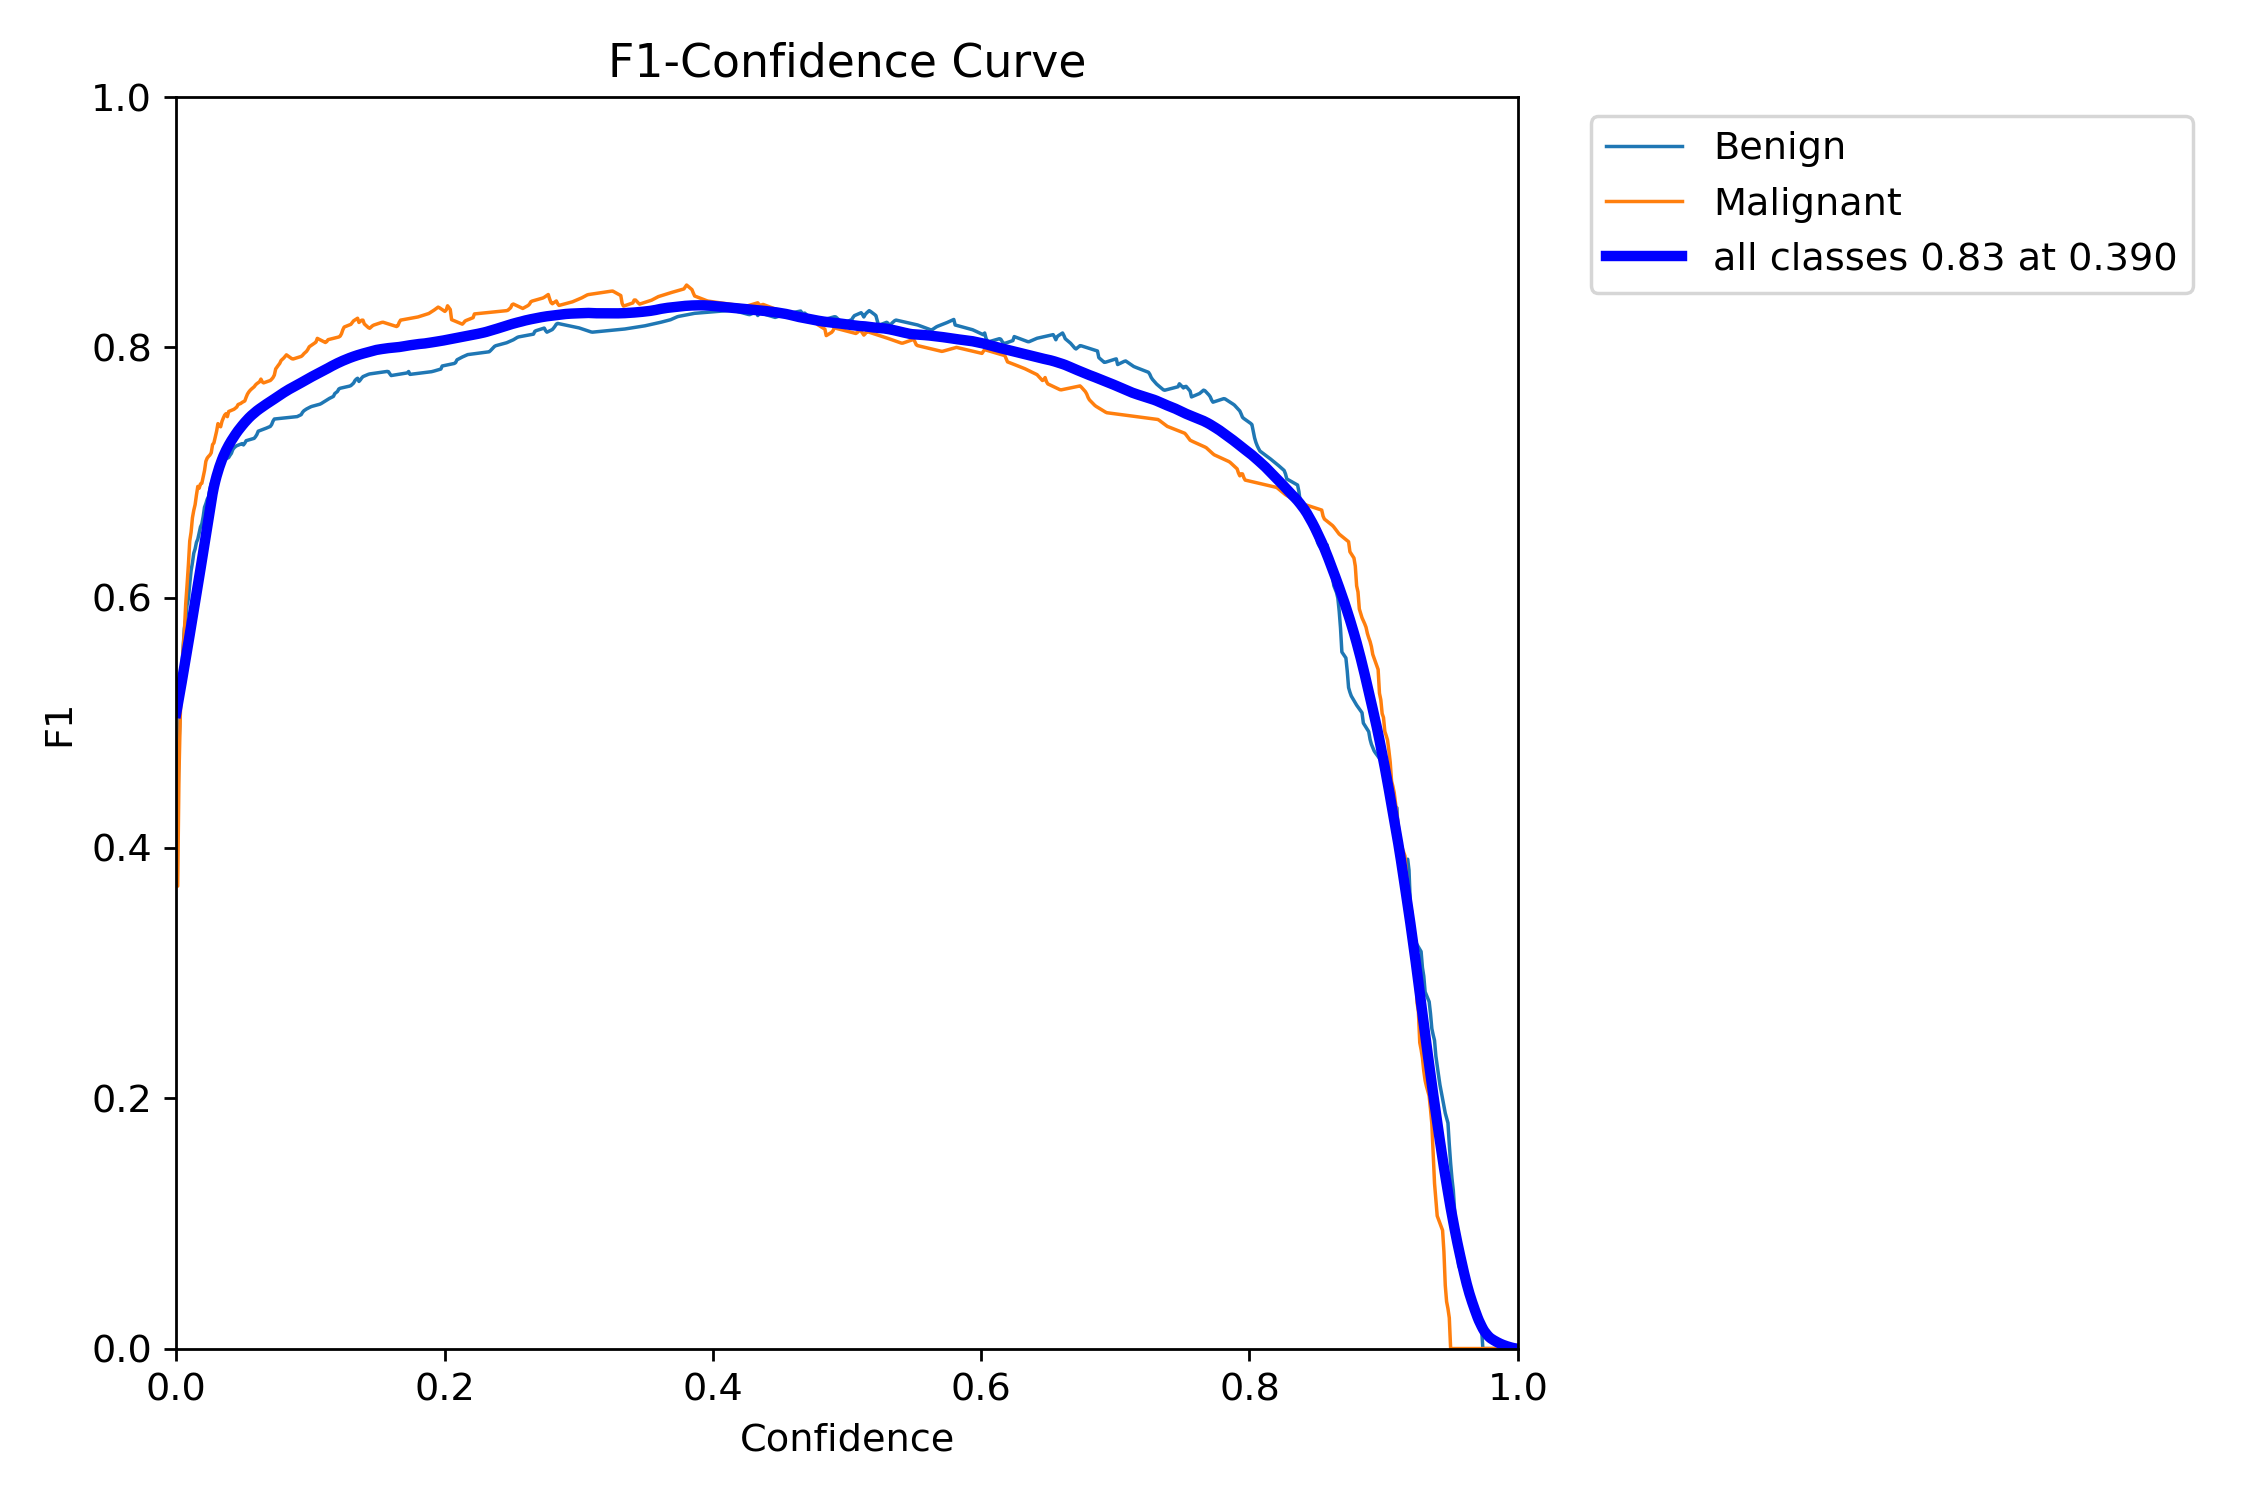 F1-Confidence Curve
1.0
0.8
0.6
0.4
0.2
0.0
F1
0.0 0.2 0.4 0.6 0.8 1.0
Confidence
Benign
Malignant
all classes 0.83 at 0.390